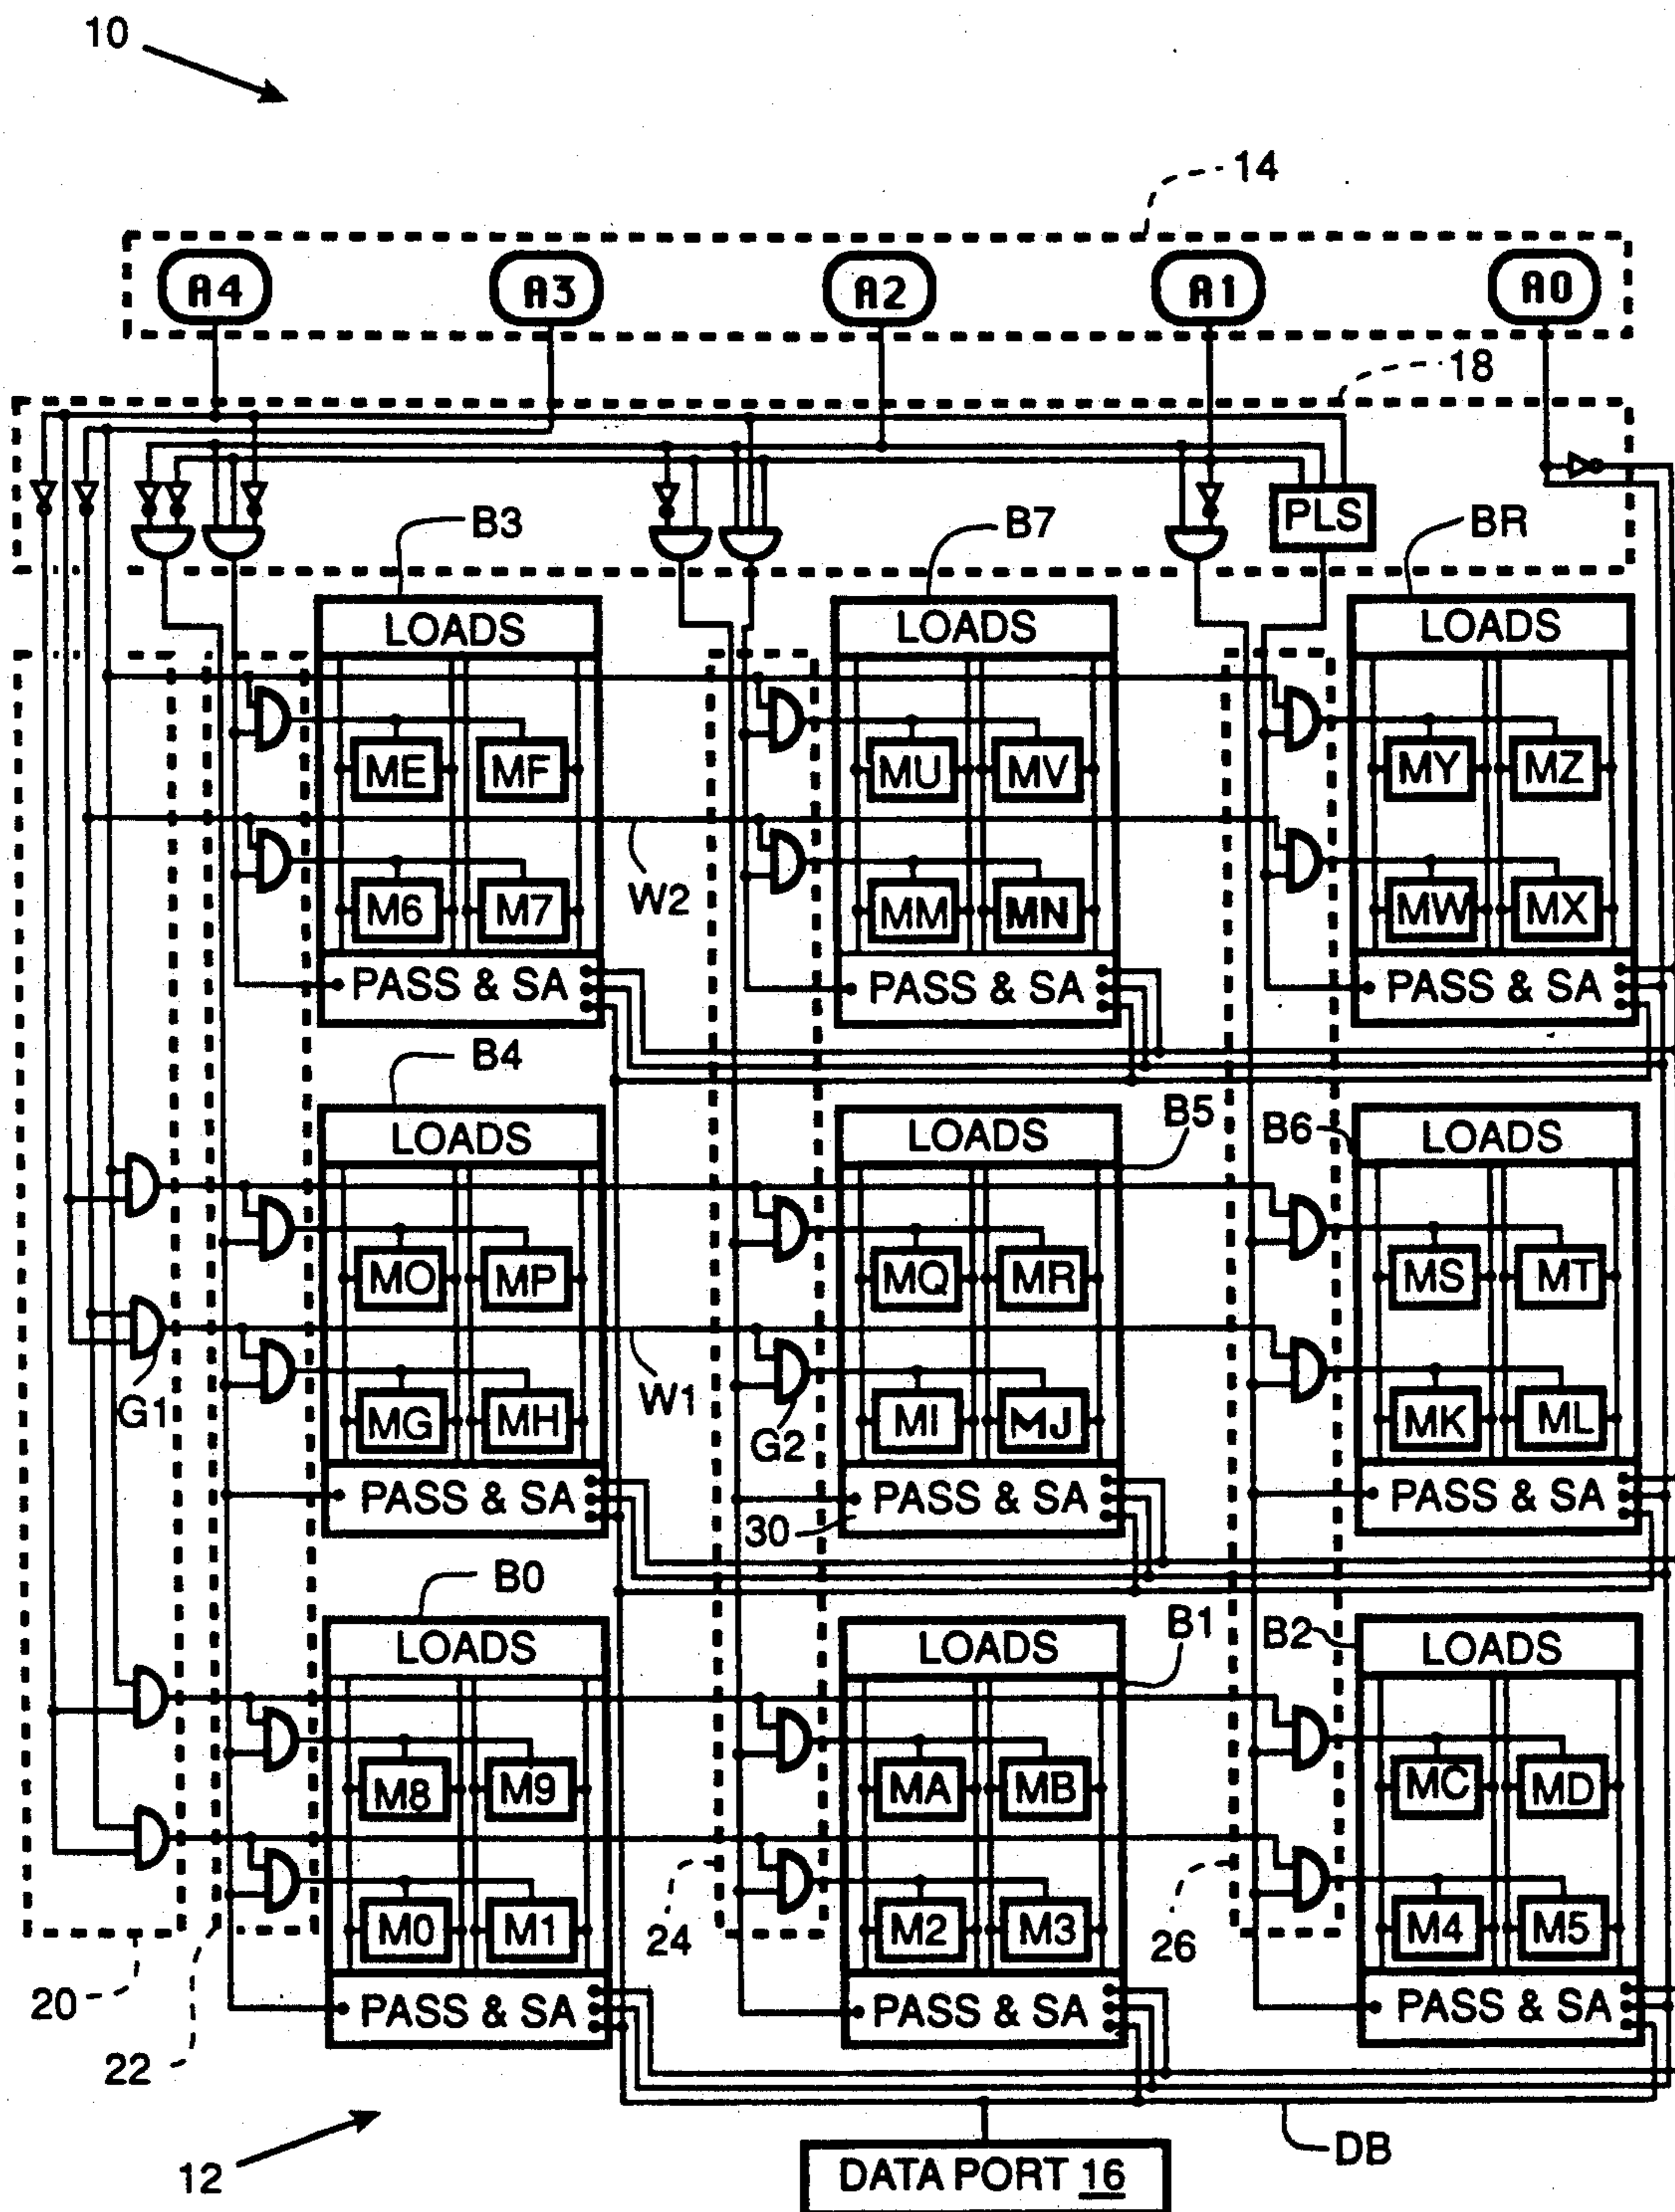 10
14
A4 A3 A2 A1 A0
18
PLS
B3 B7 BR
LOADS LOADS LOADS
ME MF MU MV MY MZ
W2
M6 M7 MM MN MW MX
PASS & SA PASS & SA PASS & SA
B4 B5 B6
LOADS LOADS LOADS
MO MP MQ MR MS MT
G1 W1 G2
MG MH MI MJ MK ML
PASS & SA 30 PASS & SA PASS & SA
B0 B1 B2
LOADS LOADS LOADS
M8 M9 MA MB MC MD
M0 M1 24 M2 M3 26 M4 M5
20 PASS & SA PASS & SA PASS & SA
22
12 DATA PORT 16 DB